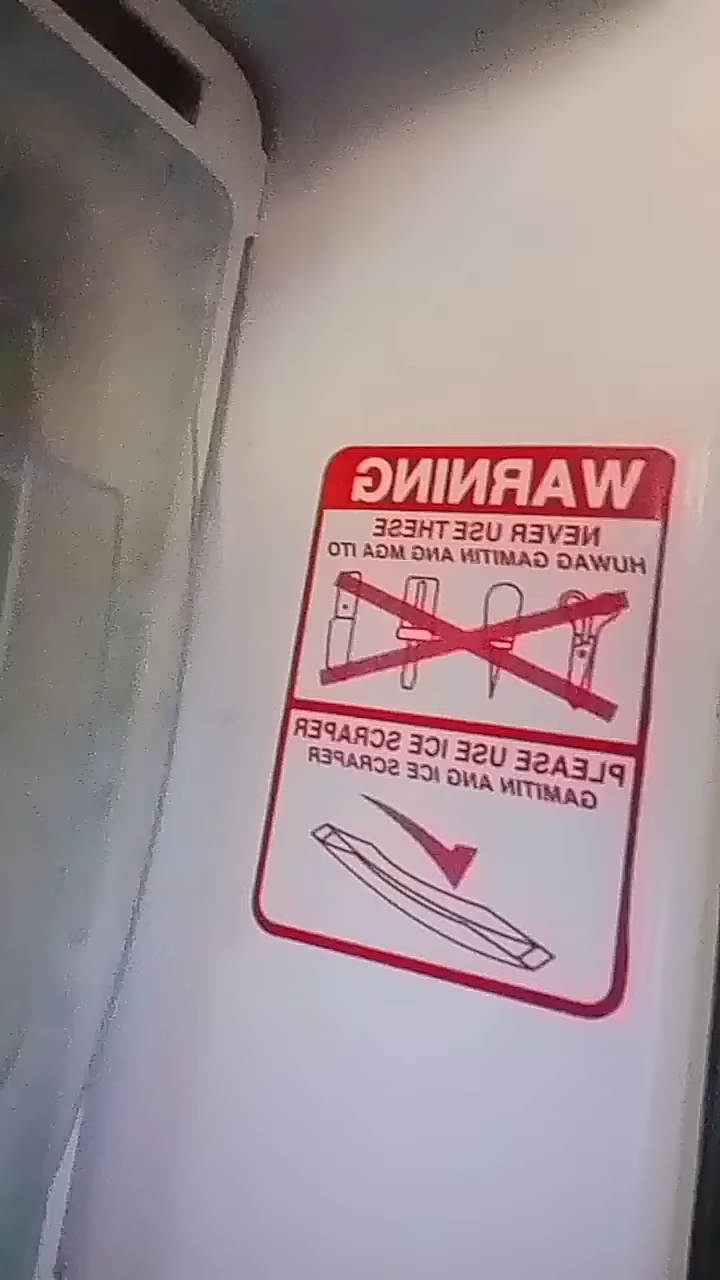 WARNING
NEVER USE THESE
HUWAG GAMITIN ANG MGA ITO
PLEASE USE ICE SCRAPER
GAMITIN ANG ICE SCRAPER